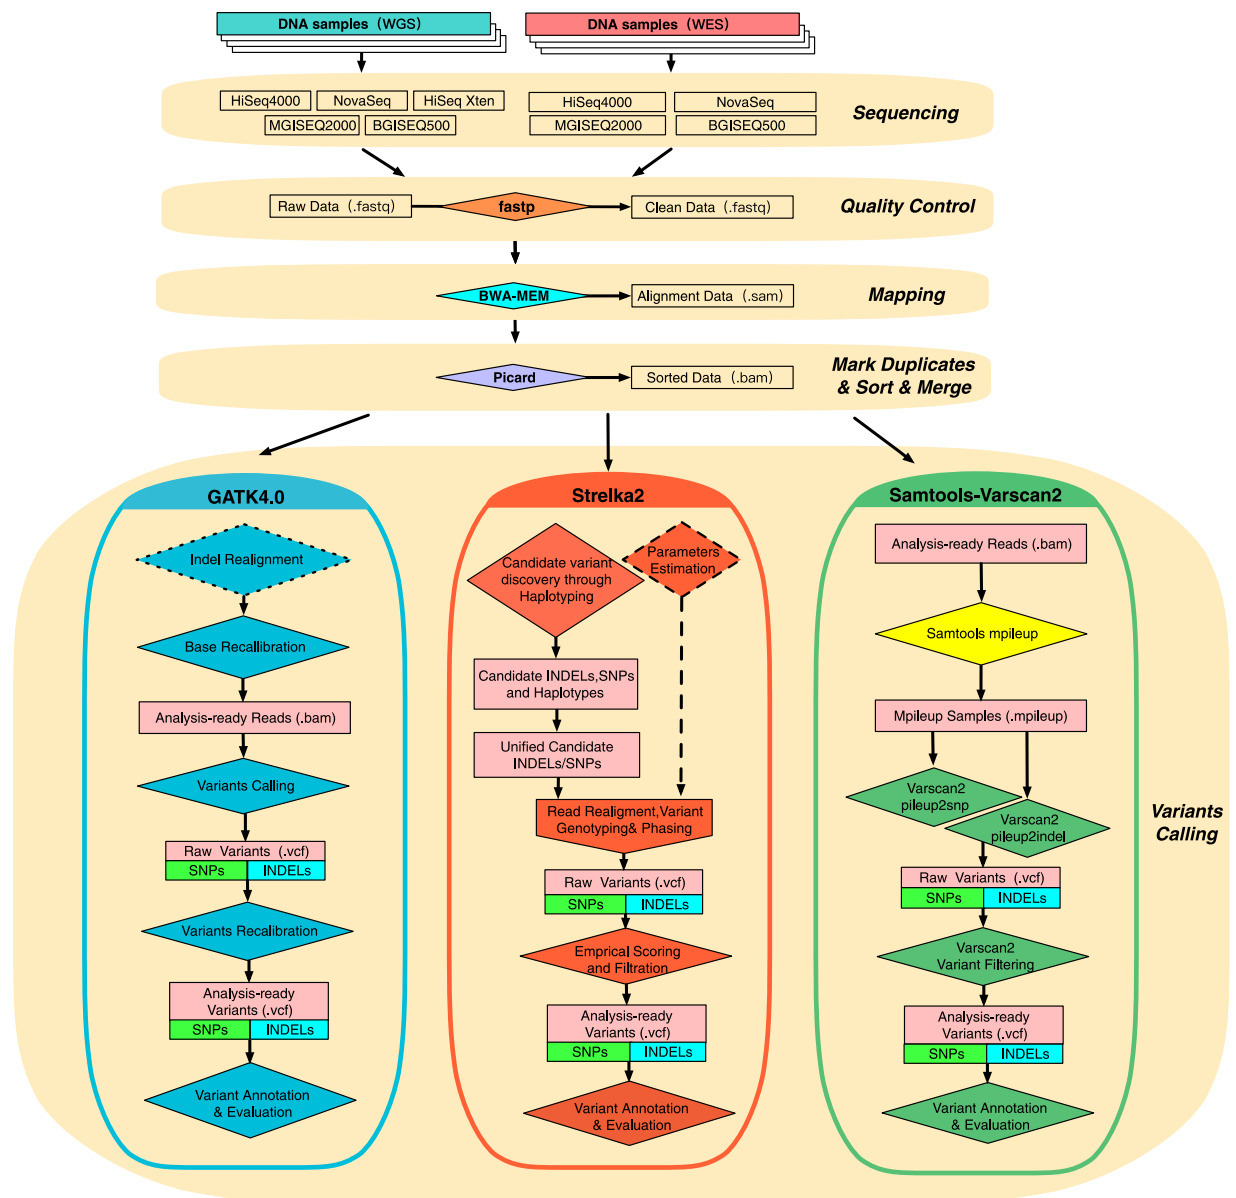 DNA samples (WGS)
DNA samples (WES)
HiSeq4000
NovaSeq
HiSeq Xten
MGISEQ2000
BGISEQ500
HiSeq4000
NovaSeq
MGISEQ2000
BGISEQ500
Sequencing
Raw Data (.fastq)
fastp
Clean Data (.fastq)
Quality Control
BWA-MEM
Alignment Data (.sam)
Mapping
Picard
Sorted Data (.bam)
Mark Duplicates
& Sort & Merge
GATK4.0
Indel Realignment
Base Recallibration
Analysis-ready Reads (.bam)
Variants Calling
Raw Variants (.vcf)
SNPs
INDELs
Variants Recalibration
Analysis-ready
Variants (.vcf)
SNPs
INDELs
Variant Annotation
& Evaluation
Strelka2
Candidate variant
discovery through
Haplotyping
Parameters
Estimation
Candidate INDELs,SNPs
and Haplotypes
Unified Candidate
INDELs/SNPs
Read Realigment,Variant
Genotyping& Phasing
Raw Variants (.vcf)
SNPs
INDELs
Emprical Scoring
and Filtration
Analysis-ready
Variants (.vcf)
SNPs
INDELs
Variant Annotation
& Evaluation
Samtools-Varscan2
Analysis-ready Reads (.bam)
Samtools mpileup
Mpileup Samples (.mpileup)
Varscan2
pileup2snp
Varscan2
pileup2indel
Raw Variants (.vcf)
SNPs
INDELs
Varscan2
Variant Filtering
Analysis-ready
Variants (.vcf)
SNPs
INDELs
Variant Annotation
& Evaluation
Variants
Calling